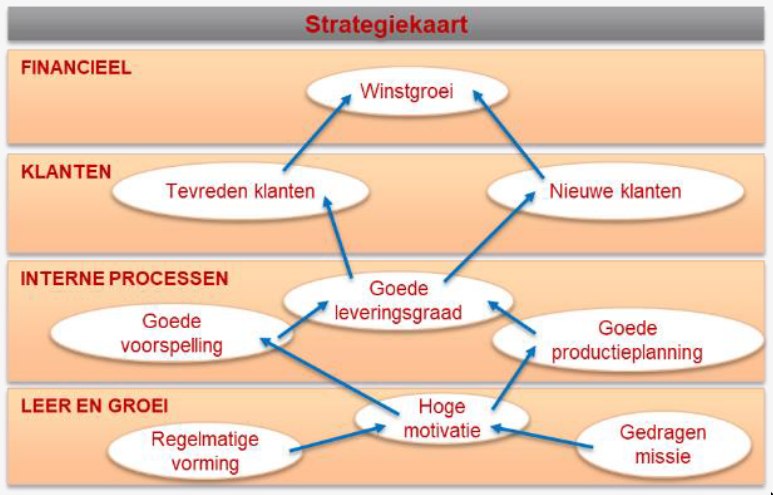 Strategiekaart
FINANCIEEL
Winstgroei
KLANTEN
Tevreden klanten
Nieuwe klanten
INTERNE PROCESSEN
Goede
leveringsgraad
Goede
voorspelling
Goede
productieplanning
LEER EN GROEI
Hoge
motivatie
Regelmatige
vorming
Gedragen
missie